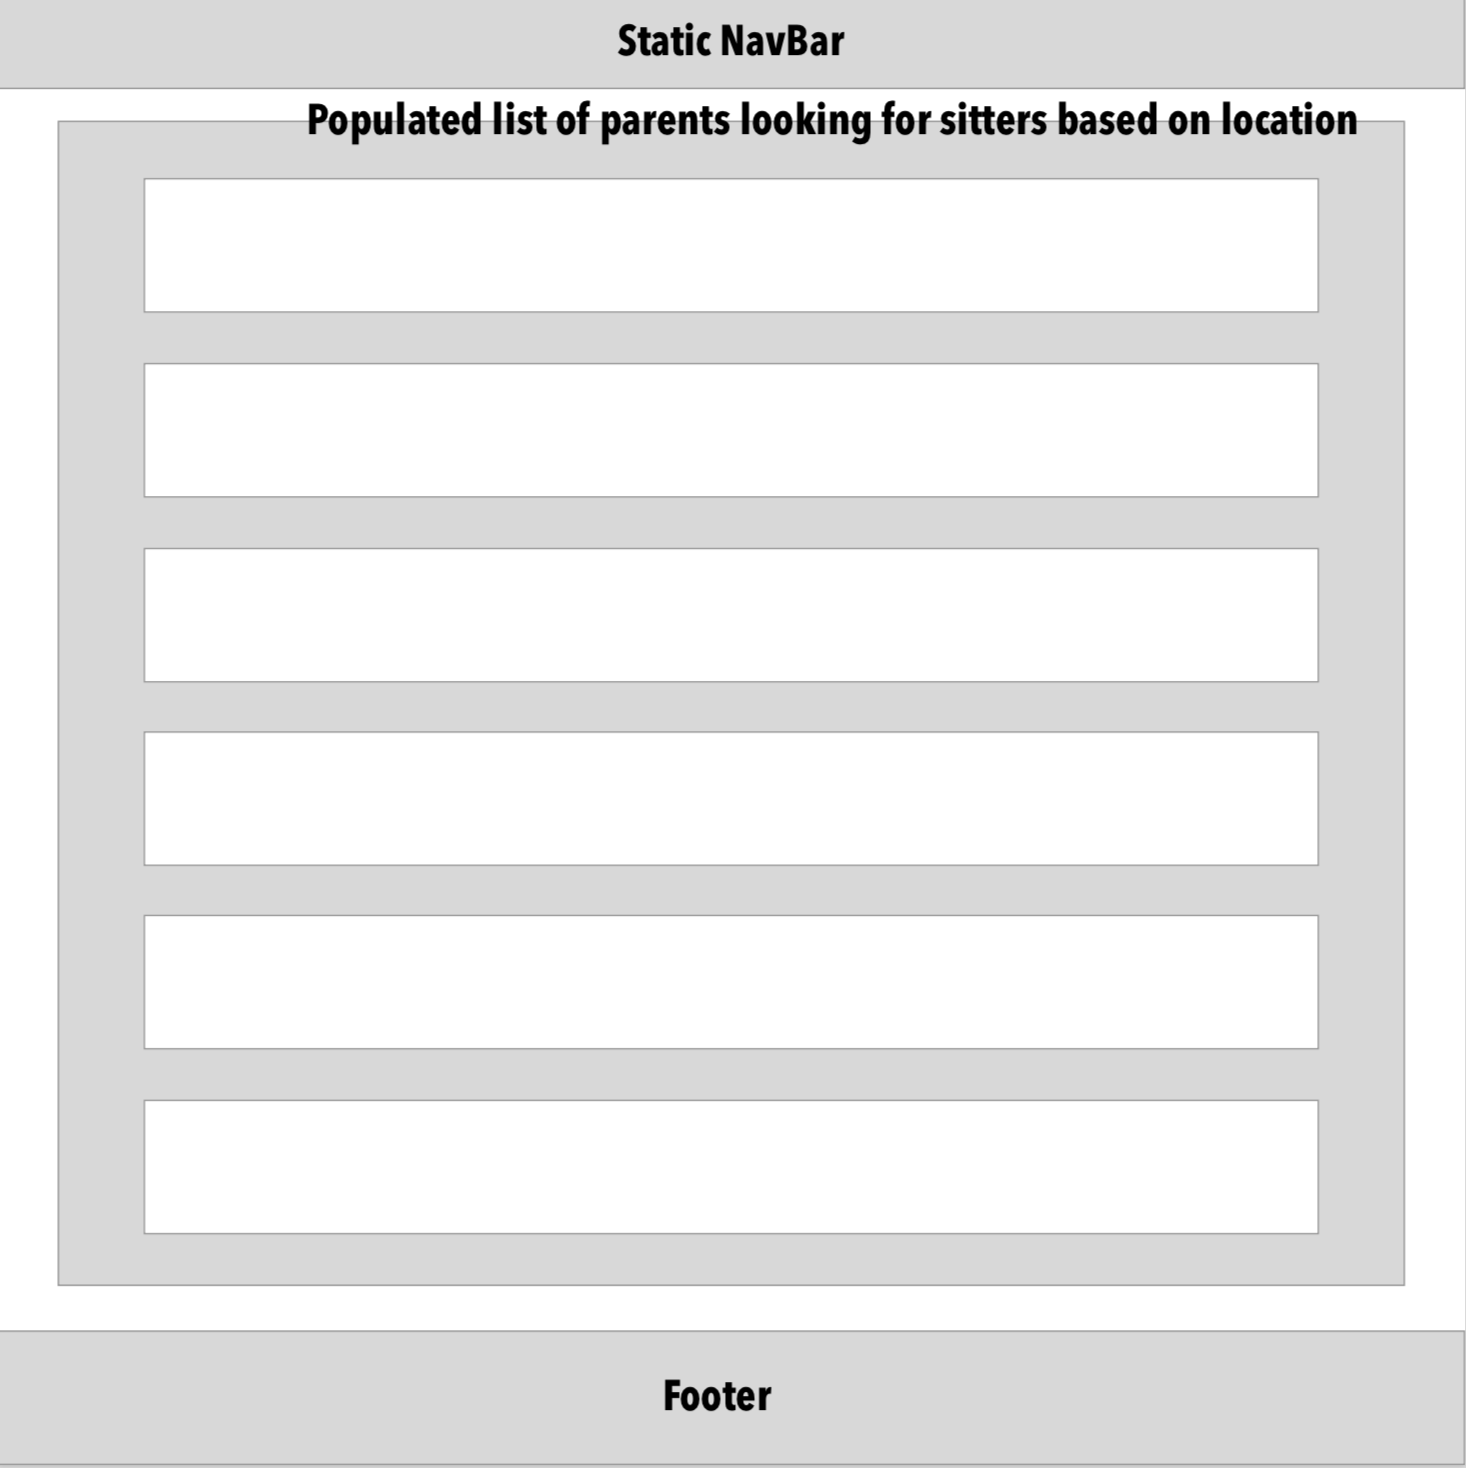 Static NavBar
Populated list of parents looking for sitters based on location
Footer